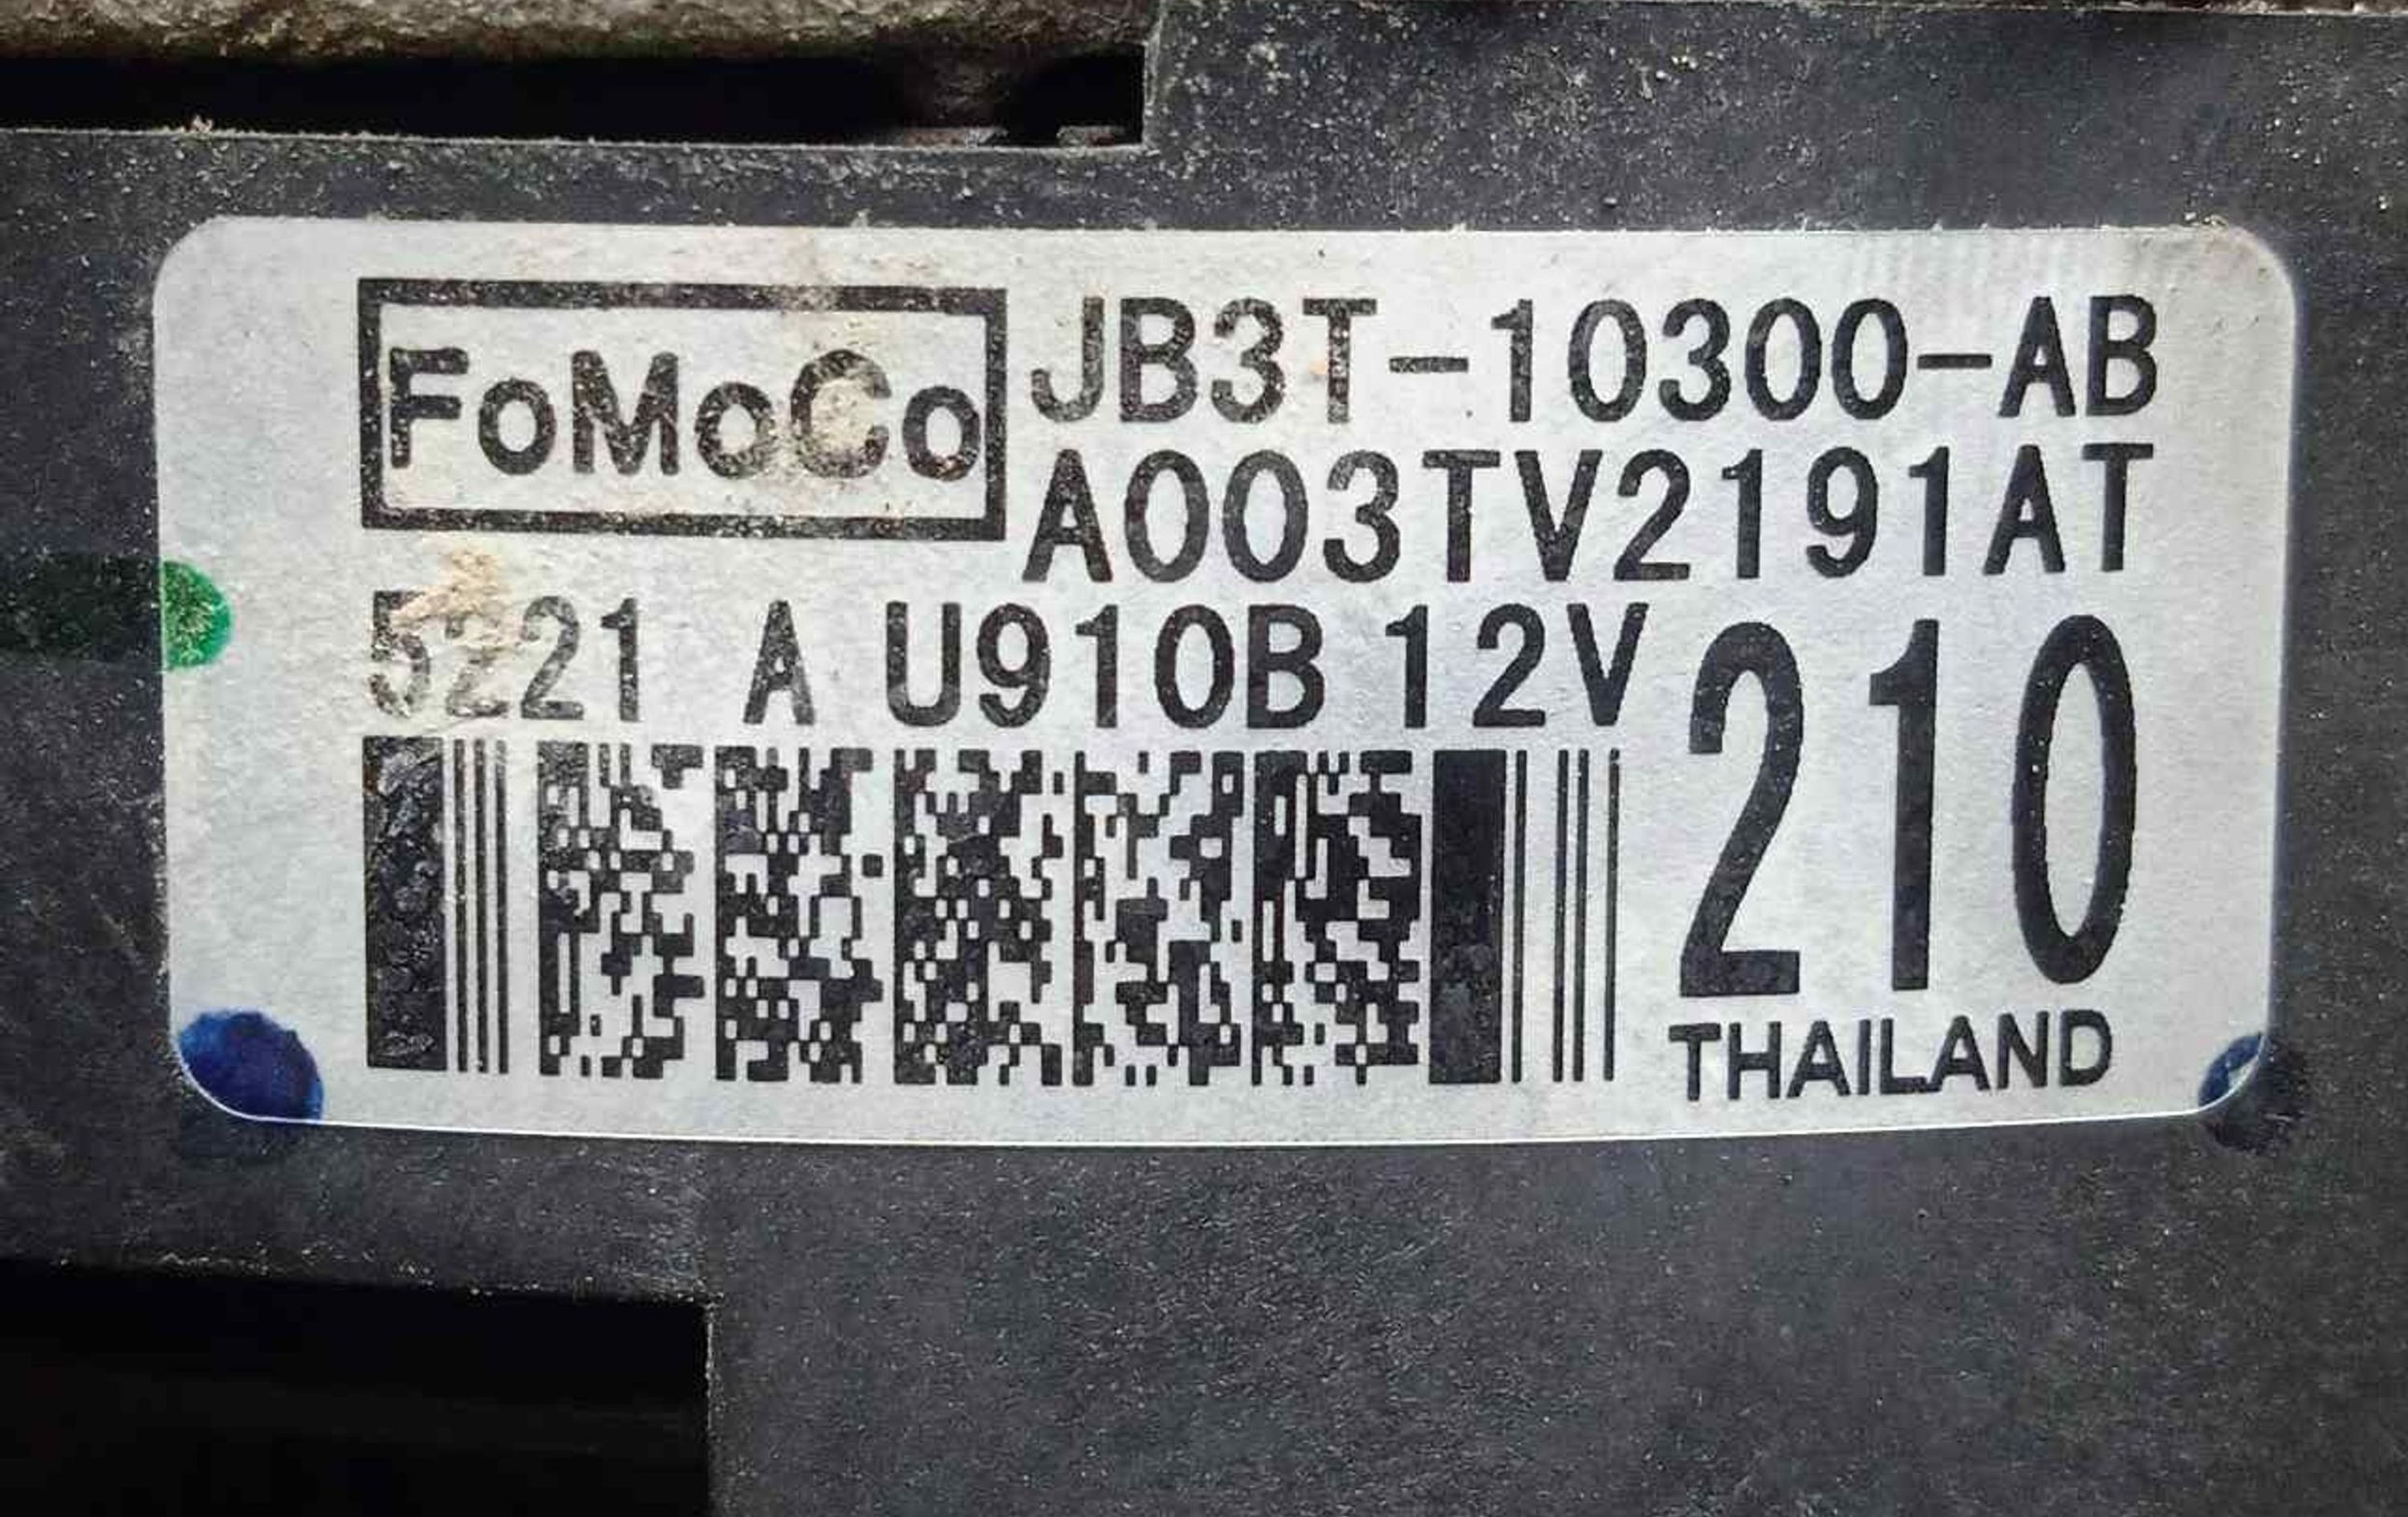 FoMoCo JB3T-10300-AB
A003TV2191AT
5221 A U910B 12V
210
THAILAND